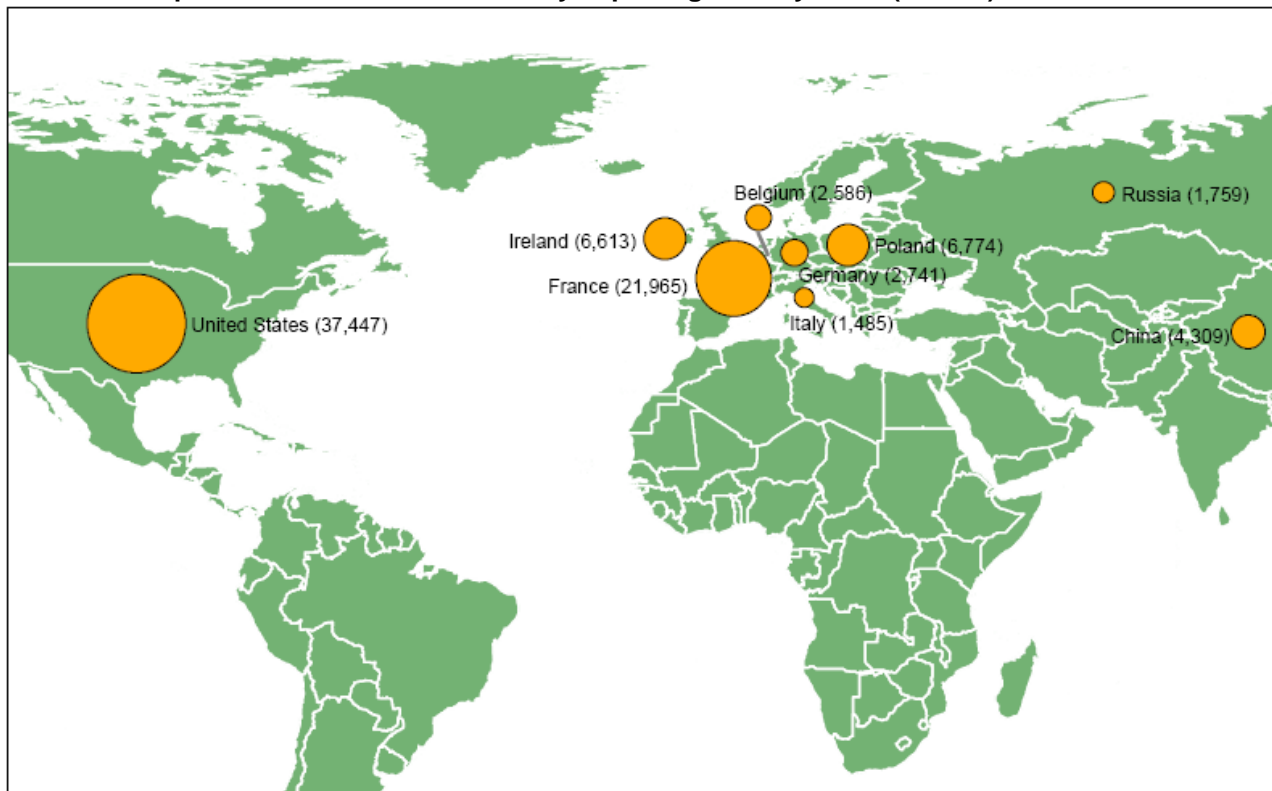 Belgium (2,586)
Russia (1,759)
Ireland (6,613)
Poland (6,774)
Germany (2,741)
France (21,965)
Italy (1,485)
United States (37,447)
China (4,309)